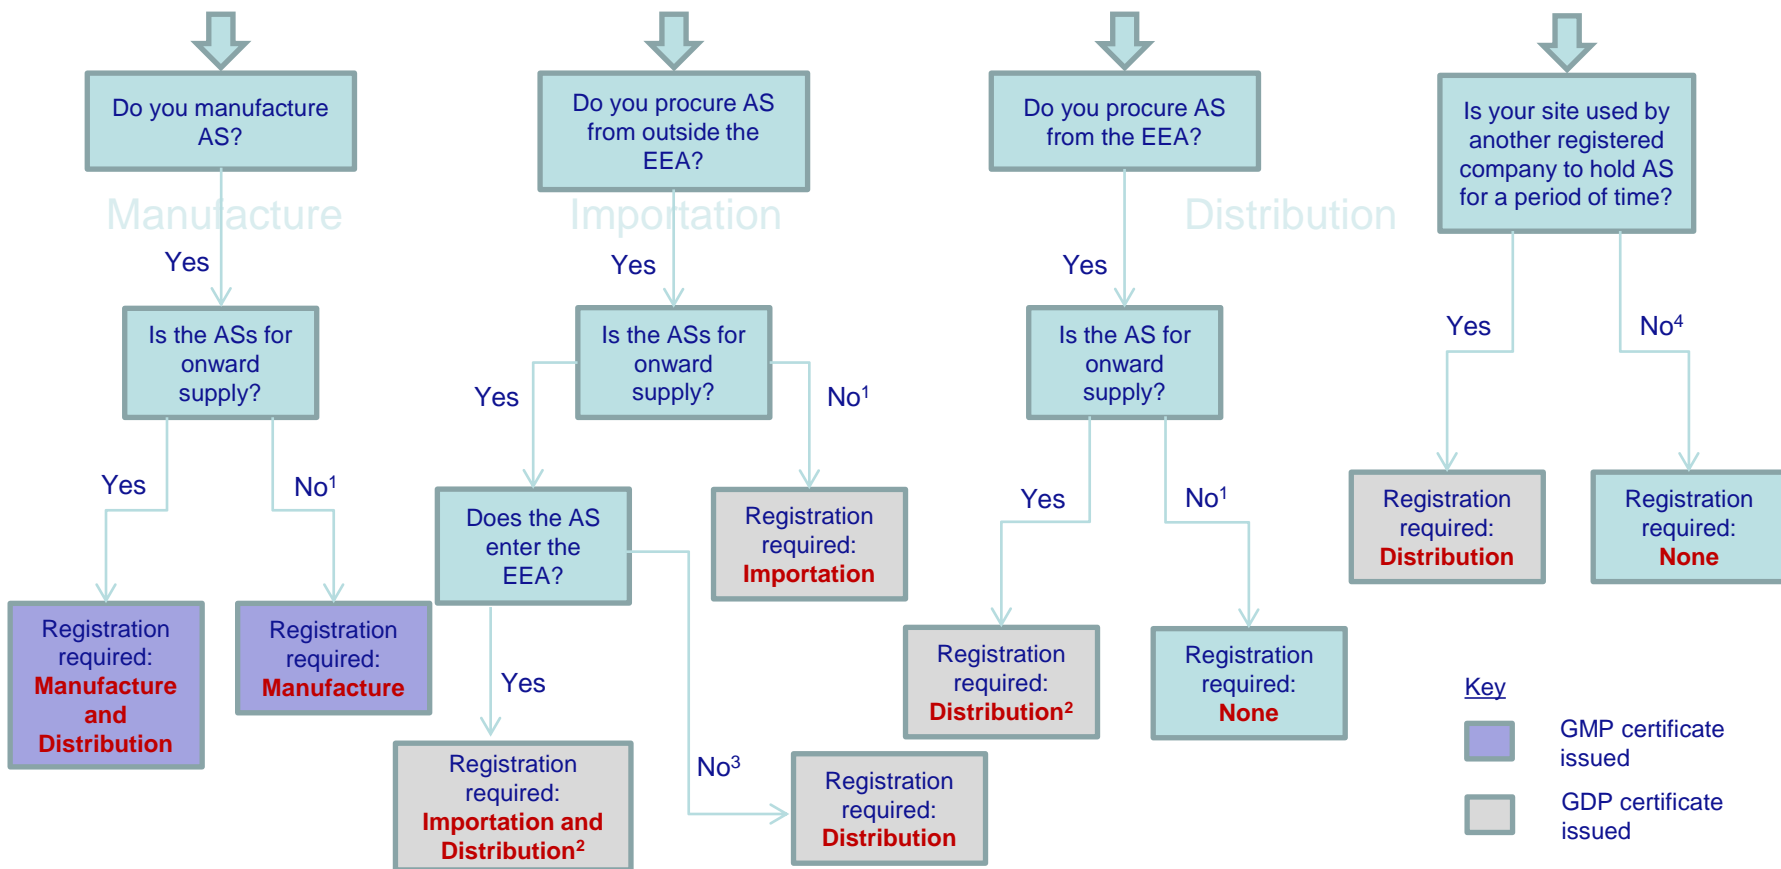 Do you manufacture
AS?
Do you procure AS
from outside the
EEA?
Do you procure AS
from the EEA?
Is your site used by
another registered
company to hold AS
for a period of time?
Manufacture
Importation
Distribution
Yes
Yes
Yes
Yes
No⁴
Is the ASs for
onward
supply?
Is the ASs for
onward
supply?
Is the AS for
onward
supply?
Yes
No¹
Yes
No¹
Yes
No¹
Does the AS
enter the
EEA?
Registration
required:
Importation
Registration
required:
Distribution
Registration
required:
None
Registration
required:
Manufacture
and
Distribution
Registration
required:
Manufacture
Yes
No³
Registration
required:
Distribution²
Registration
required:
None
Registration
required:
Importation and
Distribution²
Registration
required:
Distribution
Key
GMP certificate
issued
GDP certificate
issued